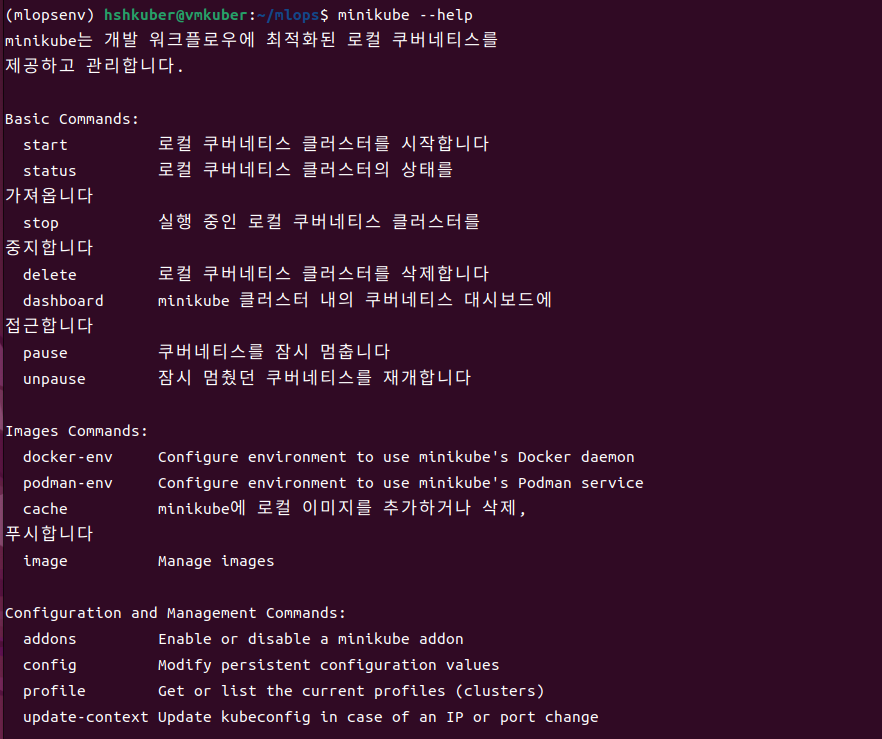 (mlopsenv) hshkuber@vmkuber:~/mlops$ minikube --help
minikube는 개발 워크플로우에 최적화된 로컬 쿠버네티스를
제공하고 관리합니다.
Basic Commands:
start 로컬 쿠버네티스 클러스터를 시작합니다
status 로컬 쿠버네티스 클러스터의 상태를
가져옵니다
stop 실행 중인 로컬 쿠버네티스 클러스터를
중지합니다
delete 로컬 쿠버네티스 클러스터를 삭제합니다
dashboard minikube 클러스터 내의 쿠버네티스 대시보드에
접근합니다
pause 쿠버네티스를 잠시 멈춥니다
unpause 잠시 멈췄던 쿠버네티스를 재개합니다
Images Commands:
docker-env Configure environment to use minikube's Docker daemon
podman-env Configure environment to use minikube's Podman service
cache minikube에 로컬 이미지를 추가하거나 삭제,
푸시합니다
image Manage images
Configuration and Management Commands:
addons Enable or disable a minikube addon
config Modify persistent configuration values
profile Get or list the current profiles (clusters)
update-context Update kubeconfig in case of an IP or port change